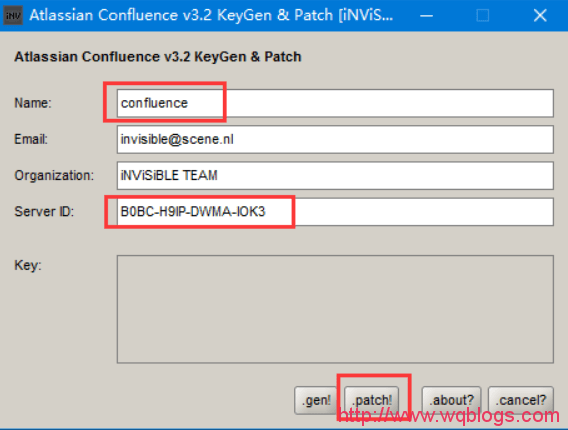 iNV Atlassian Confluence v3.2 KeyGen & Patch [iNViS...
Atlassian Confluence v3.2 KeyGen & Patch
Name: confluence
Email: invisible@scene.nl
Organization: iNViSiBLE TEAM
Server ID: B0BC-H9IP-DWMA-IOK3
Key:
.gen! .patch! .about? .cancel?
http://www.wqblogs.com